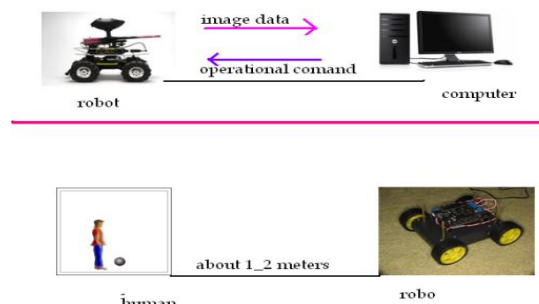 image data
operational comand
robot
computer
about 1_2 meters
human
robo